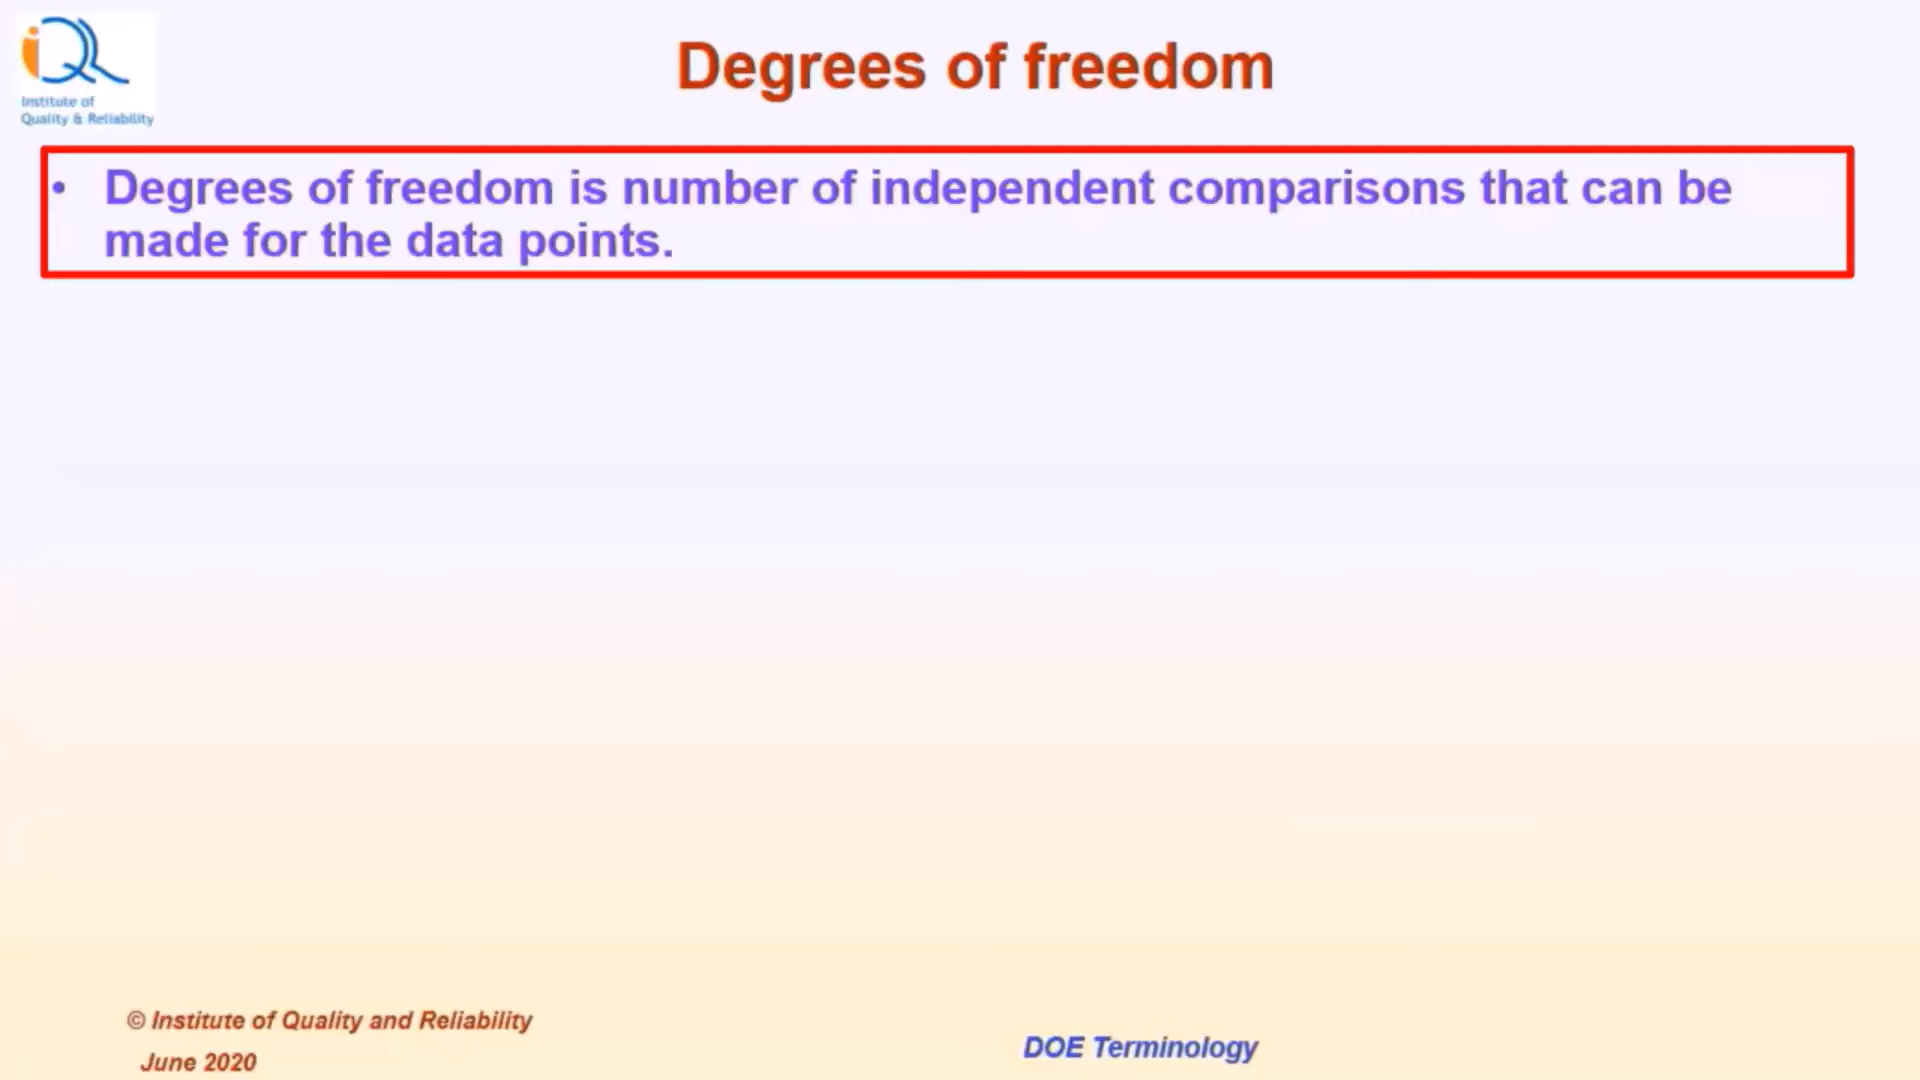 iQL
Institute of
Quality & Reliability
Degrees of freedom
• Degrees of freedom is number of independent comparisons that can be
made for the data points.
© Institute of Quality and Reliability
June 2020
DOE Terminology